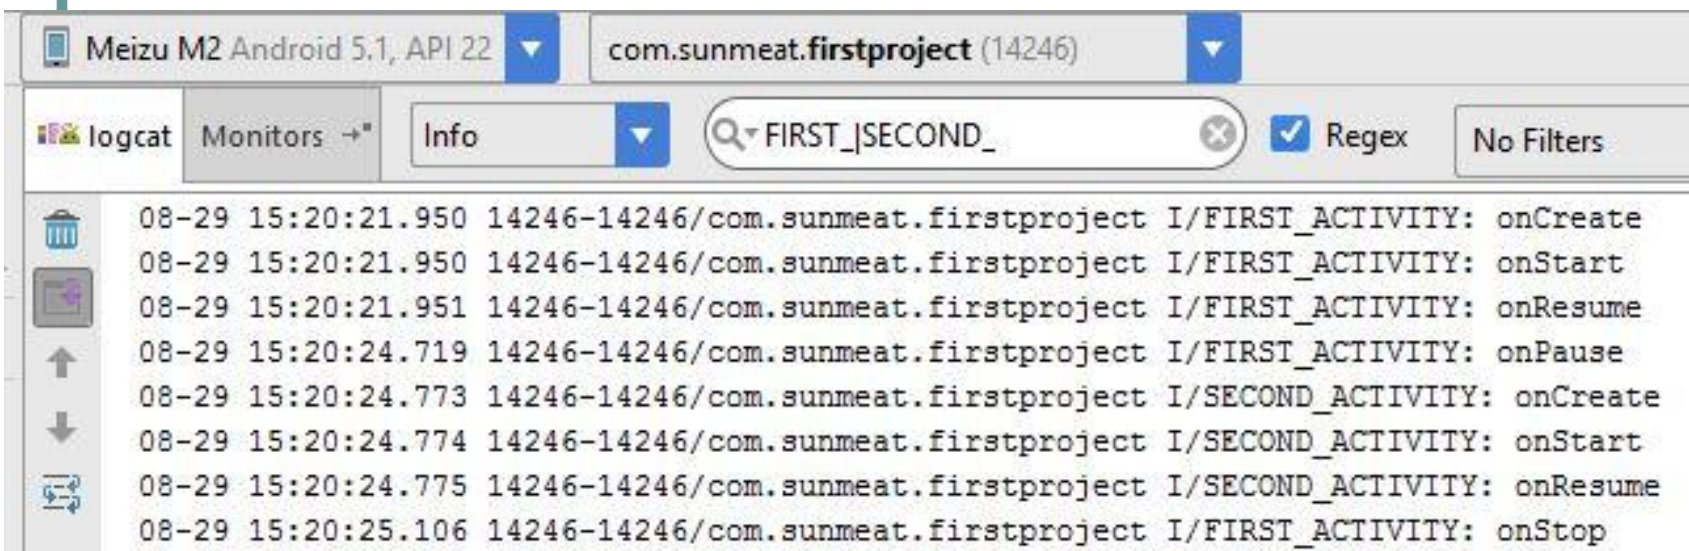 Meizu M2 Android 5.1, API 22 com.sunmeat.firstproject (14246)
logcat Monitors Info FIRST_|SECOND_ Regex No Filters
08-29 15:20:21.950 14246-14246/com.sunmeat.firstproject I/FIRST_ACTIVITY: onCreate
08-29 15:20:21.950 14246-14246/com.sunmeat.firstproject I/FIRST_ACTIVITY: onStart
08-29 15:20:21.951 14246-14246/com.sunmeat.firstproject I/FIRST_ACTIVITY: onResume
08-29 15:20:24.719 14246-14246/com.sunmeat.firstproject I/FIRST_ACTIVITY: onPause
08-29 15:20:24.773 14246-14246/com.sunmeat.firstproject I/SECOND_ACTIVITY: onCreate
08-29 15:20:24.774 14246-14246/com.sunmeat.firstproject I/SECOND_ACTIVITY: onStart
08-29 15:20:24.775 14246-14246/com.sunmeat.firstproject I/SECOND_ACTIVITY: onResume
08-29 15:20:25.106 14246-14246/com.sunmeat.firstproject I/FIRST_ACTIVITY: onStop